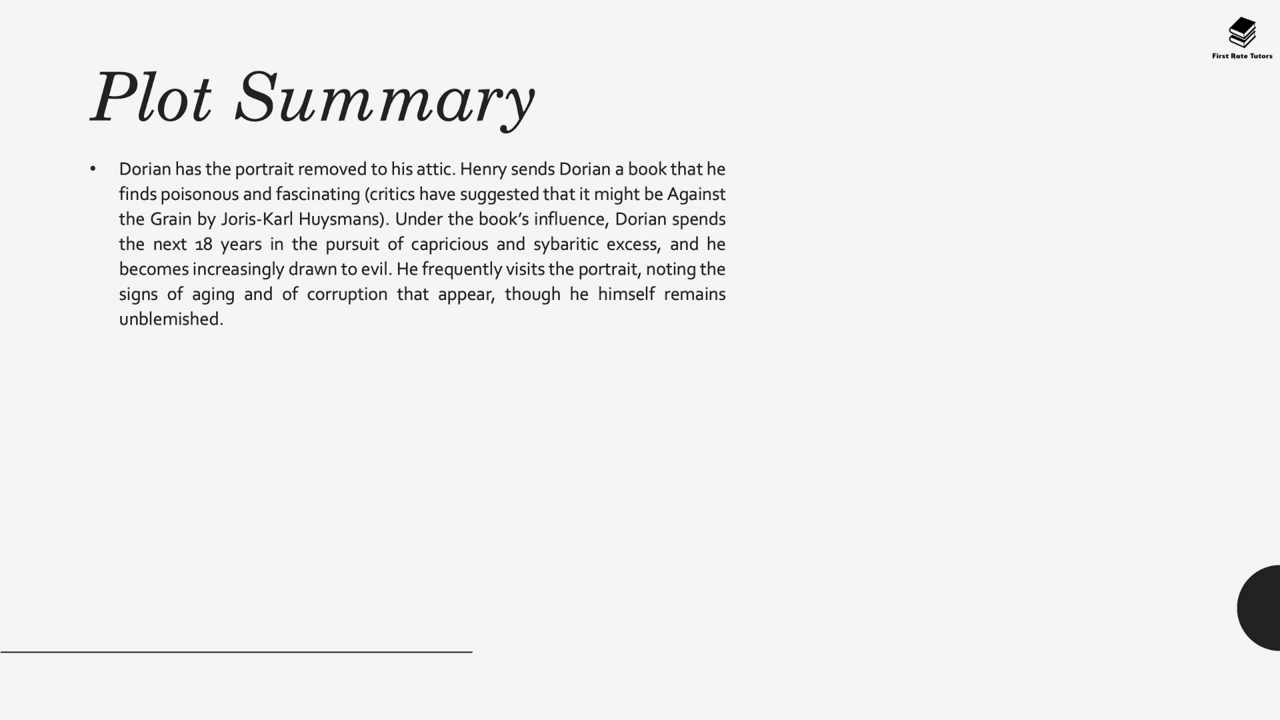 First Rate Tutors
Plot Summary
• Dorian has the portrait removed to his attic. Henry sends Dorian a book that he
finds poisonous and fascinating (critics have suggested that it might be Against
the Grain by Joris-Karl Huysmans). Under the book’s influence, Dorian spends
the next 18 years in the pursuit of capricious and sybaritic excess, and he
becomes increasingly drawn to evil. He frequently visits the portrait, noting the
signs of aging and of corruption that appear, though he himself remains
unblemished.